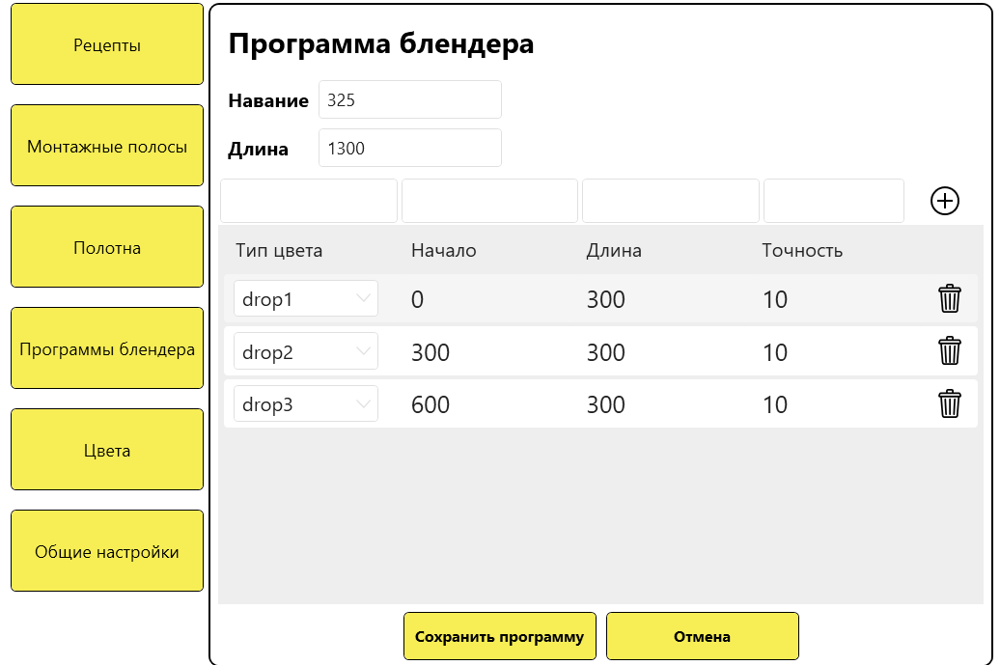 Рецепты
Монтажные полосы
Полотна
Программы блендера
Цвета
Общие настройки
Программа блендера
Навание 325
Длина 1300
Тип цвета Начало Длина Точность
drop1 0 300 10
drop2 300 300 10
drop3 600 300 10
Сохранить программу Отмена